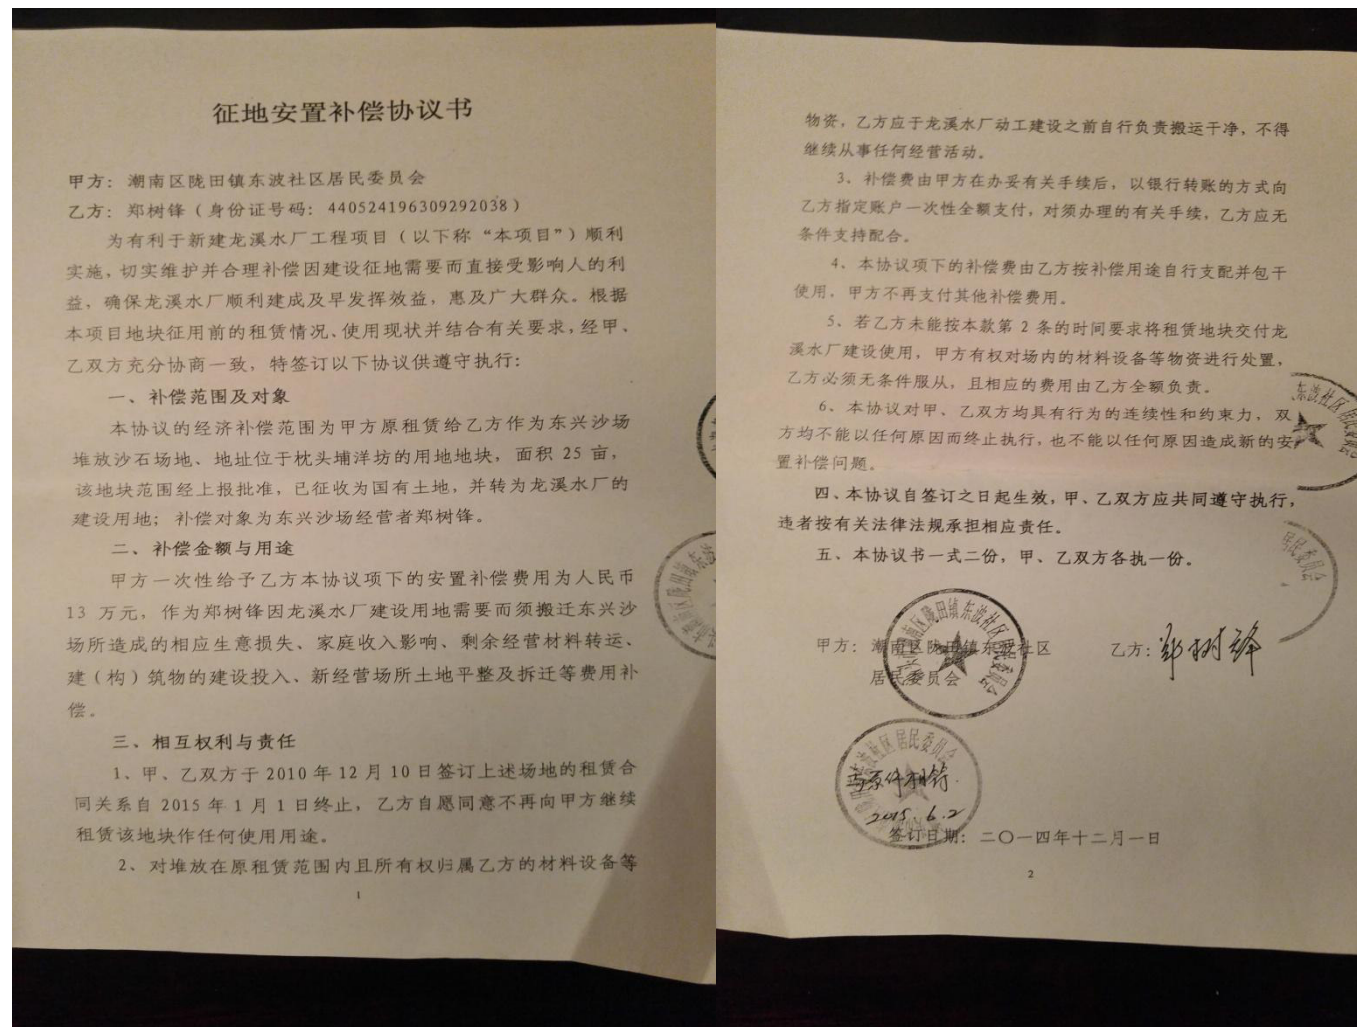 征地安置补偿协议书
甲方：潮南区陇田镇东波社区居民委员会
乙方：郑树锋（身份证号码：440524196309292038）
为有利于新建龙溪水厂工程项目（以下称“本项目”）顺利
实施，切实维护并合理补偿因建设征地需要而直接受影响人的利
益，确保龙溪水厂顺利建成及早发挥效益，惠及广大群众。根据
本项目地块征用前的租赁情况、使用现状并结合有关要求，经甲、
乙双方充分协商一致，特签订以下协议供遵守执行：
一、补偿范围及对象
本协议的经济补偿范围为甲方原租赁给乙方作为东兴沙场
堆放沙石场地、地址位于枕头埔洋坊的用地地块，面积 25 亩，
该地块范围经上报批准，已征收为国有土地，并转为龙溪水厂的
建设用地；补偿对象为东兴沙场经营者郑树锋。
二、补偿金额与用途
甲方一次性给予乙方本协议项下的安置补偿费用为人民币
13 万元，作为郑树锋因龙溪水厂建设用地需要而须搬迁东兴沙
场所造成的相应生意损失、家庭收入影响、剩余经营材料转运、
建（构）筑物的建设投入、新经营场所土地平整及拆迁等费用补
偿。
三、相互权利与责任
1、甲、乙双方于 2010 年 12 月 10 日签订上述场地的租赁合
同关系自 2015 年 1 月 1 日终止，乙方自愿同意不再向甲方继续
租赁该地块作任何使用用途。
2、对堆放在原租赁范围内且所有权归属乙方的材料设备等
1
物资，乙方应于龙溪水厂动工建设之前自行负责搬运干净，不得
继续从事任何经营活动。
3、补偿费由甲方在办妥有关手续后，以银行转账的方式向
乙方指定账户一次性全额支付，对须办理的有关手续，乙方应无
条件支持配合。
4、本协议项下的补偿费由乙方按补偿用途自行支配并包干
使用，甲方不再支付其他补偿费用。
5、若乙方未能按本款第 2 条的时间要求将租赁地块交付龙
溪水厂建设使用，甲方有权对场内的材料设备等物资进行处置，
乙方必须无条件服从，且相应的费用由乙方全额负责。
6、本协议对甲、乙双方均具有行为的连续性和约束力，双
方均不能以任何原因而终止执行，也不能以任何原因造成新的安
置补偿问题。
四、本协议自签订之日起生效，甲、乙双方应共同遵守执行，
违者按有关法律法规承担相应责任。
五、本协议书一式二份，甲、乙双方各执一份。
甲方：潮南区陇田镇东波社区 乙方：郑树锋
居民委员会
与原件相符
2015.6.2
签订日期：二〇一四年十二月一日
2